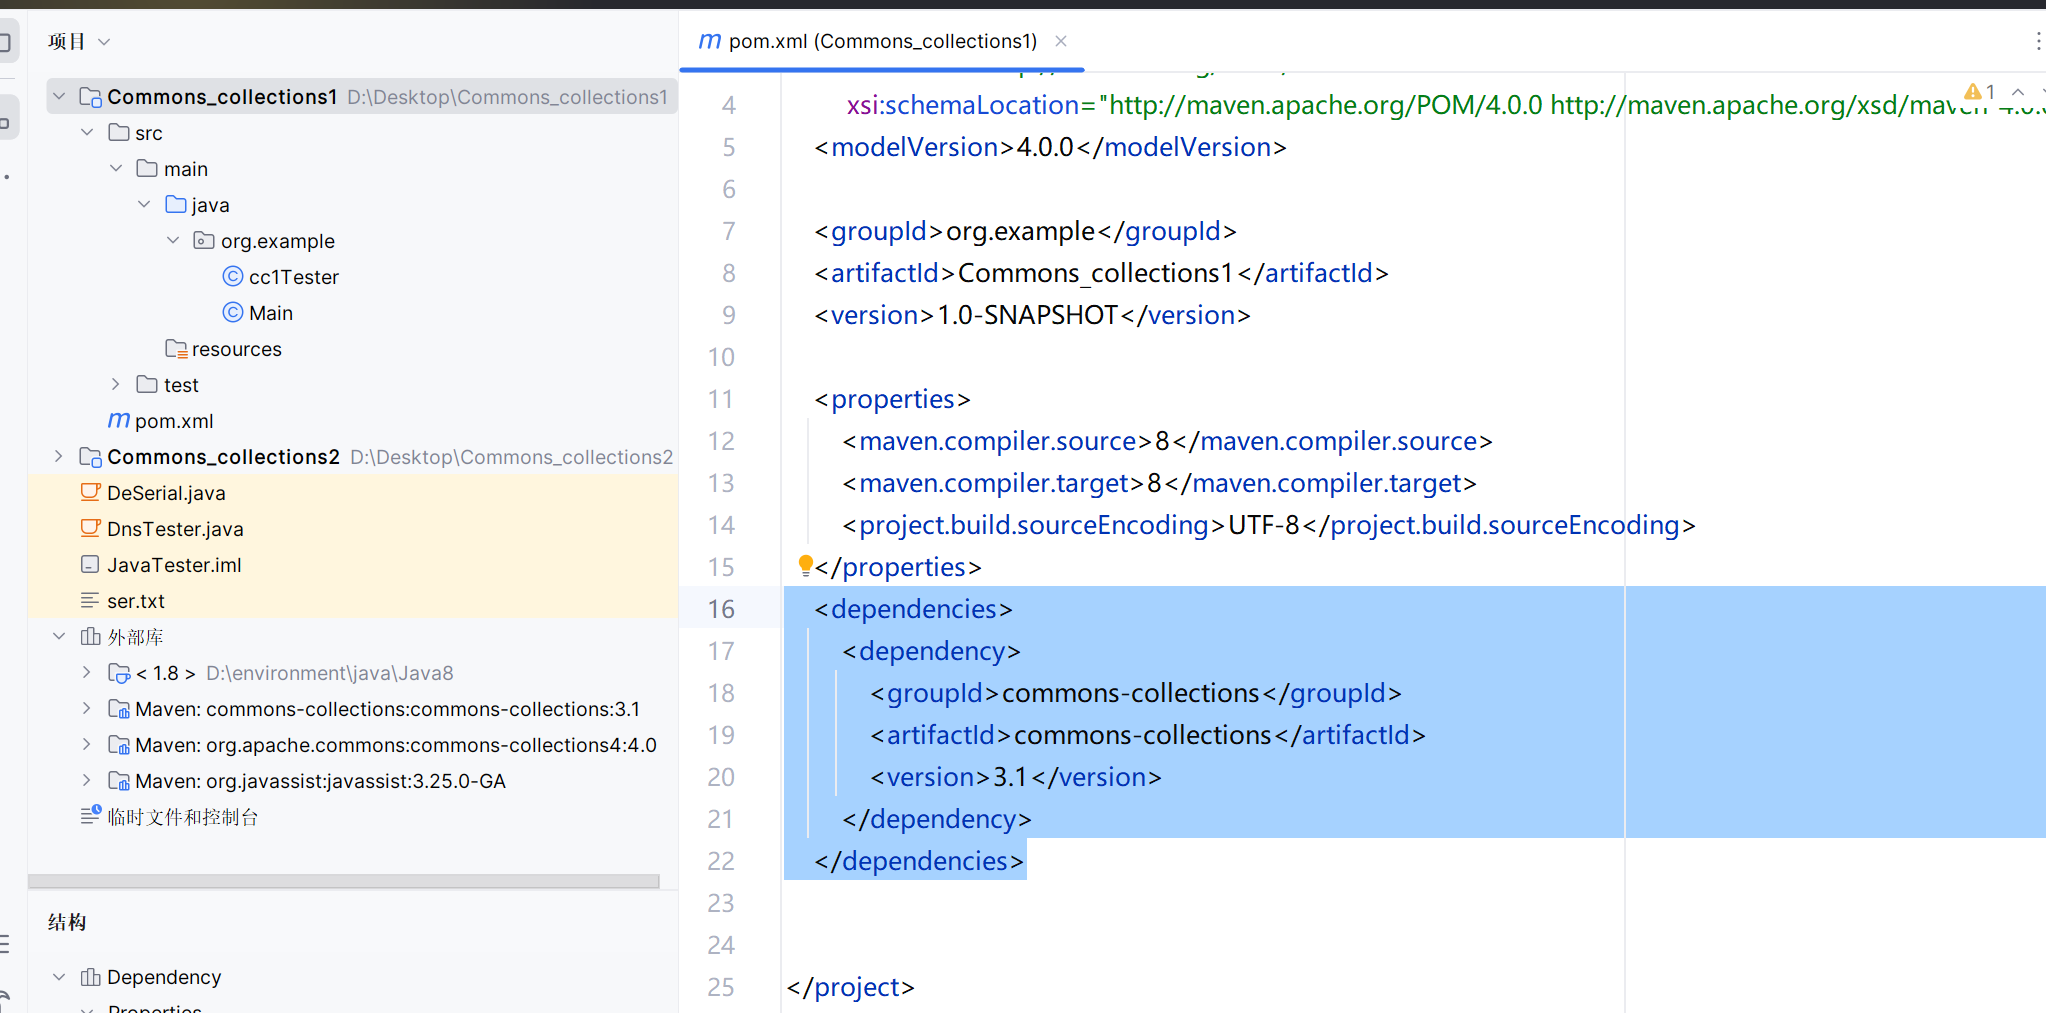 项目
Commons_collections1 D:\Desktop\Commons_collections1
src
main
java
org.example
cc1Tester
Main
resources
test
pom.xml
Commons_collections2 D:\Desktop\Commons_collections2
DeSerial.java
DnsTester.java
JavaTester.iml
ser.txt
外部库
< 1.8 > D:\environment\java\Java8
Maven: commons-collections:commons-collections:3.1
Maven: org.apache.commons:commons-collections4:4.0
Maven: org.javassist:javassist:3.25.0-GA
临时文件和控制台
结构
Dependency
Properties
pom.xml (Commons_collections1)
1
4 xsi:schemaLocation="http://maven.apache.org/POM/4.0.0 http://maven.apache.org/xsd/maven-4.0.
5 <modelVersion>4.0.0</modelVersion>
6
7 <groupId>org.example</groupId>
8 <artifactId>Commons_collections1</artifactId>
9 <version>1.0-SNAPSHOT</version>
10
11 <properties>
12 <maven.compiler.source>8</maven.compiler.source>
13 <maven.compiler.target>8</maven.compiler.target>
14 <project.build.sourceEncoding>UTF-8</project.build.sourceEncoding>
15 </properties>
16 <dependencies>
17 <dependency>
18 <groupId>commons-collections</groupId>
19 <artifactId>commons-collections</artifactId>
20 <version>3.1</version>
21 </dependency>
22 </dependencies>
23
24
25 </project>